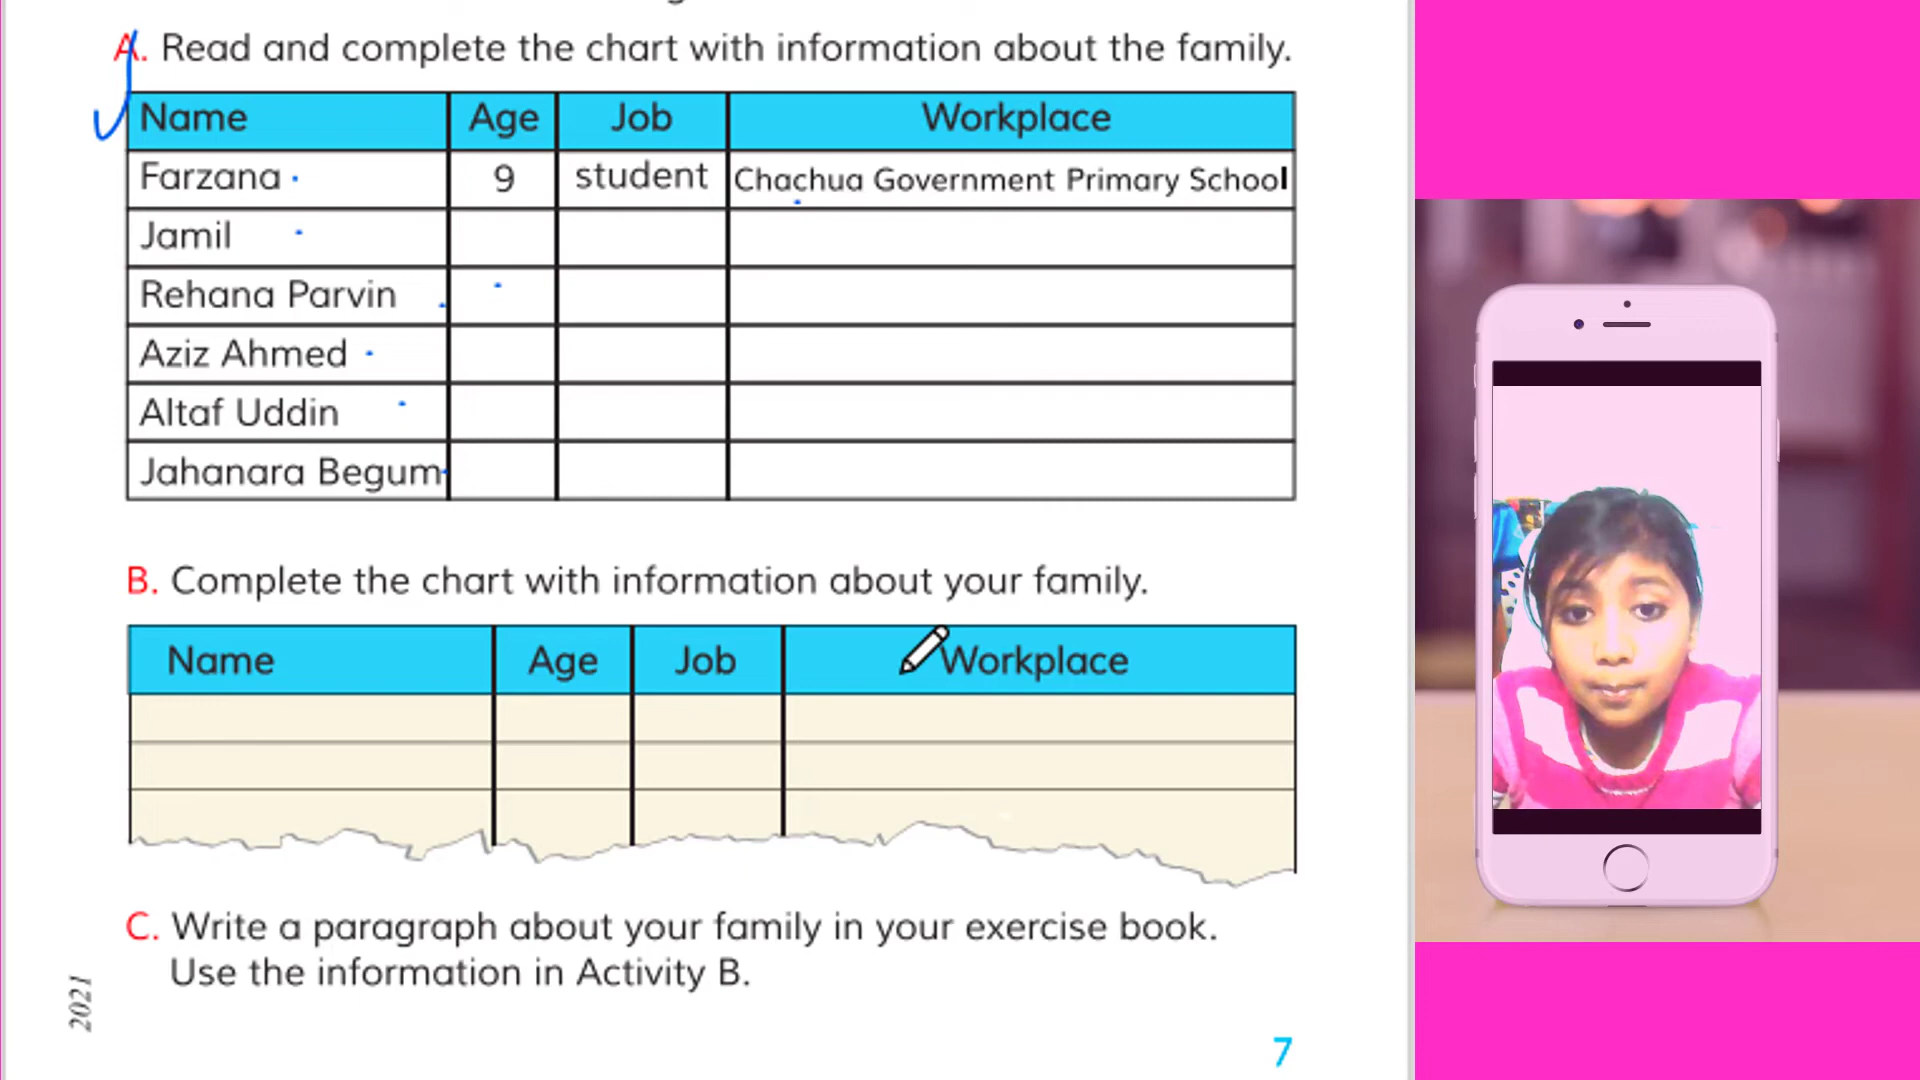 A. Read and complete the chart with information about the family.
Name Age Job Workplace
Farzana 9 student Chachua Government Primary School
Jamil
Rehana Parvin
Aziz Ahmed
Altaf Uddin
Jahanara Begum
B. Complete the chart with information about your family.
Name Age Job Workplace
C. Write a paragraph about your family in your exercise book.
Use the information in Activity B.
2021
7